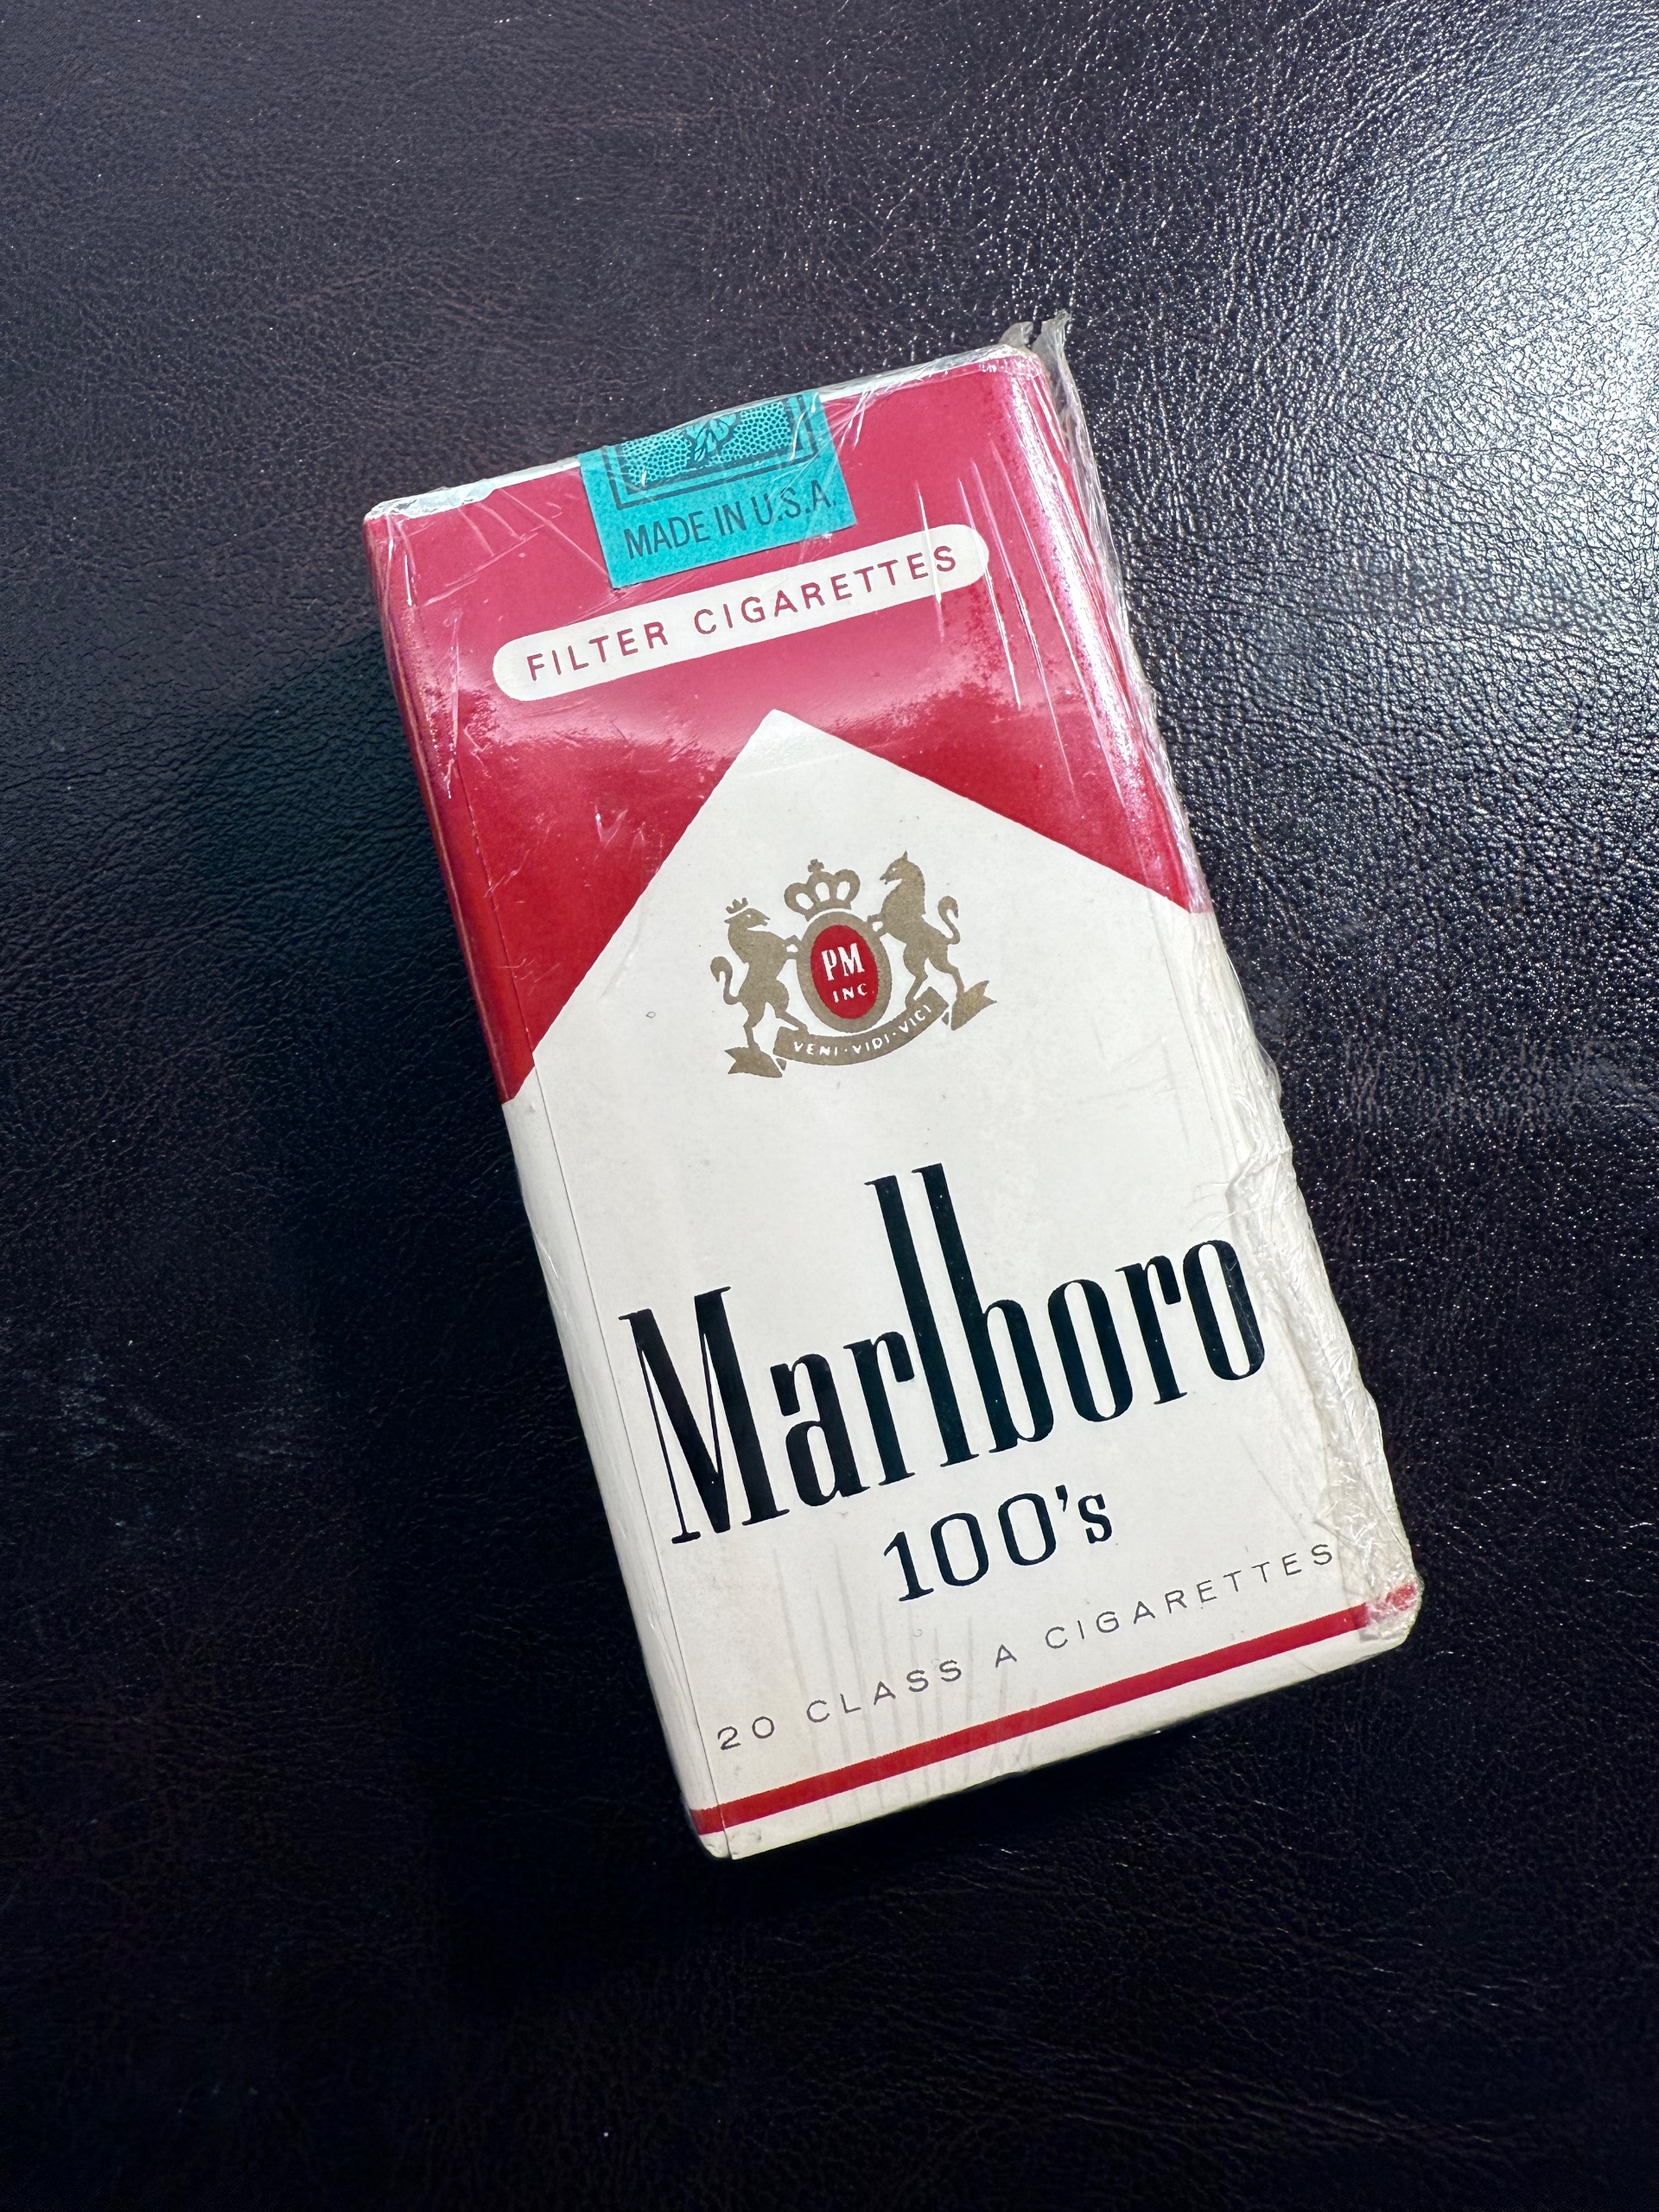 MADE IN U.S.A.
FILTER CIGARETTES
PM
INC.
VENI·VIDI·VICI
Marlboro
100's
20 CLASS A CIGARETTES